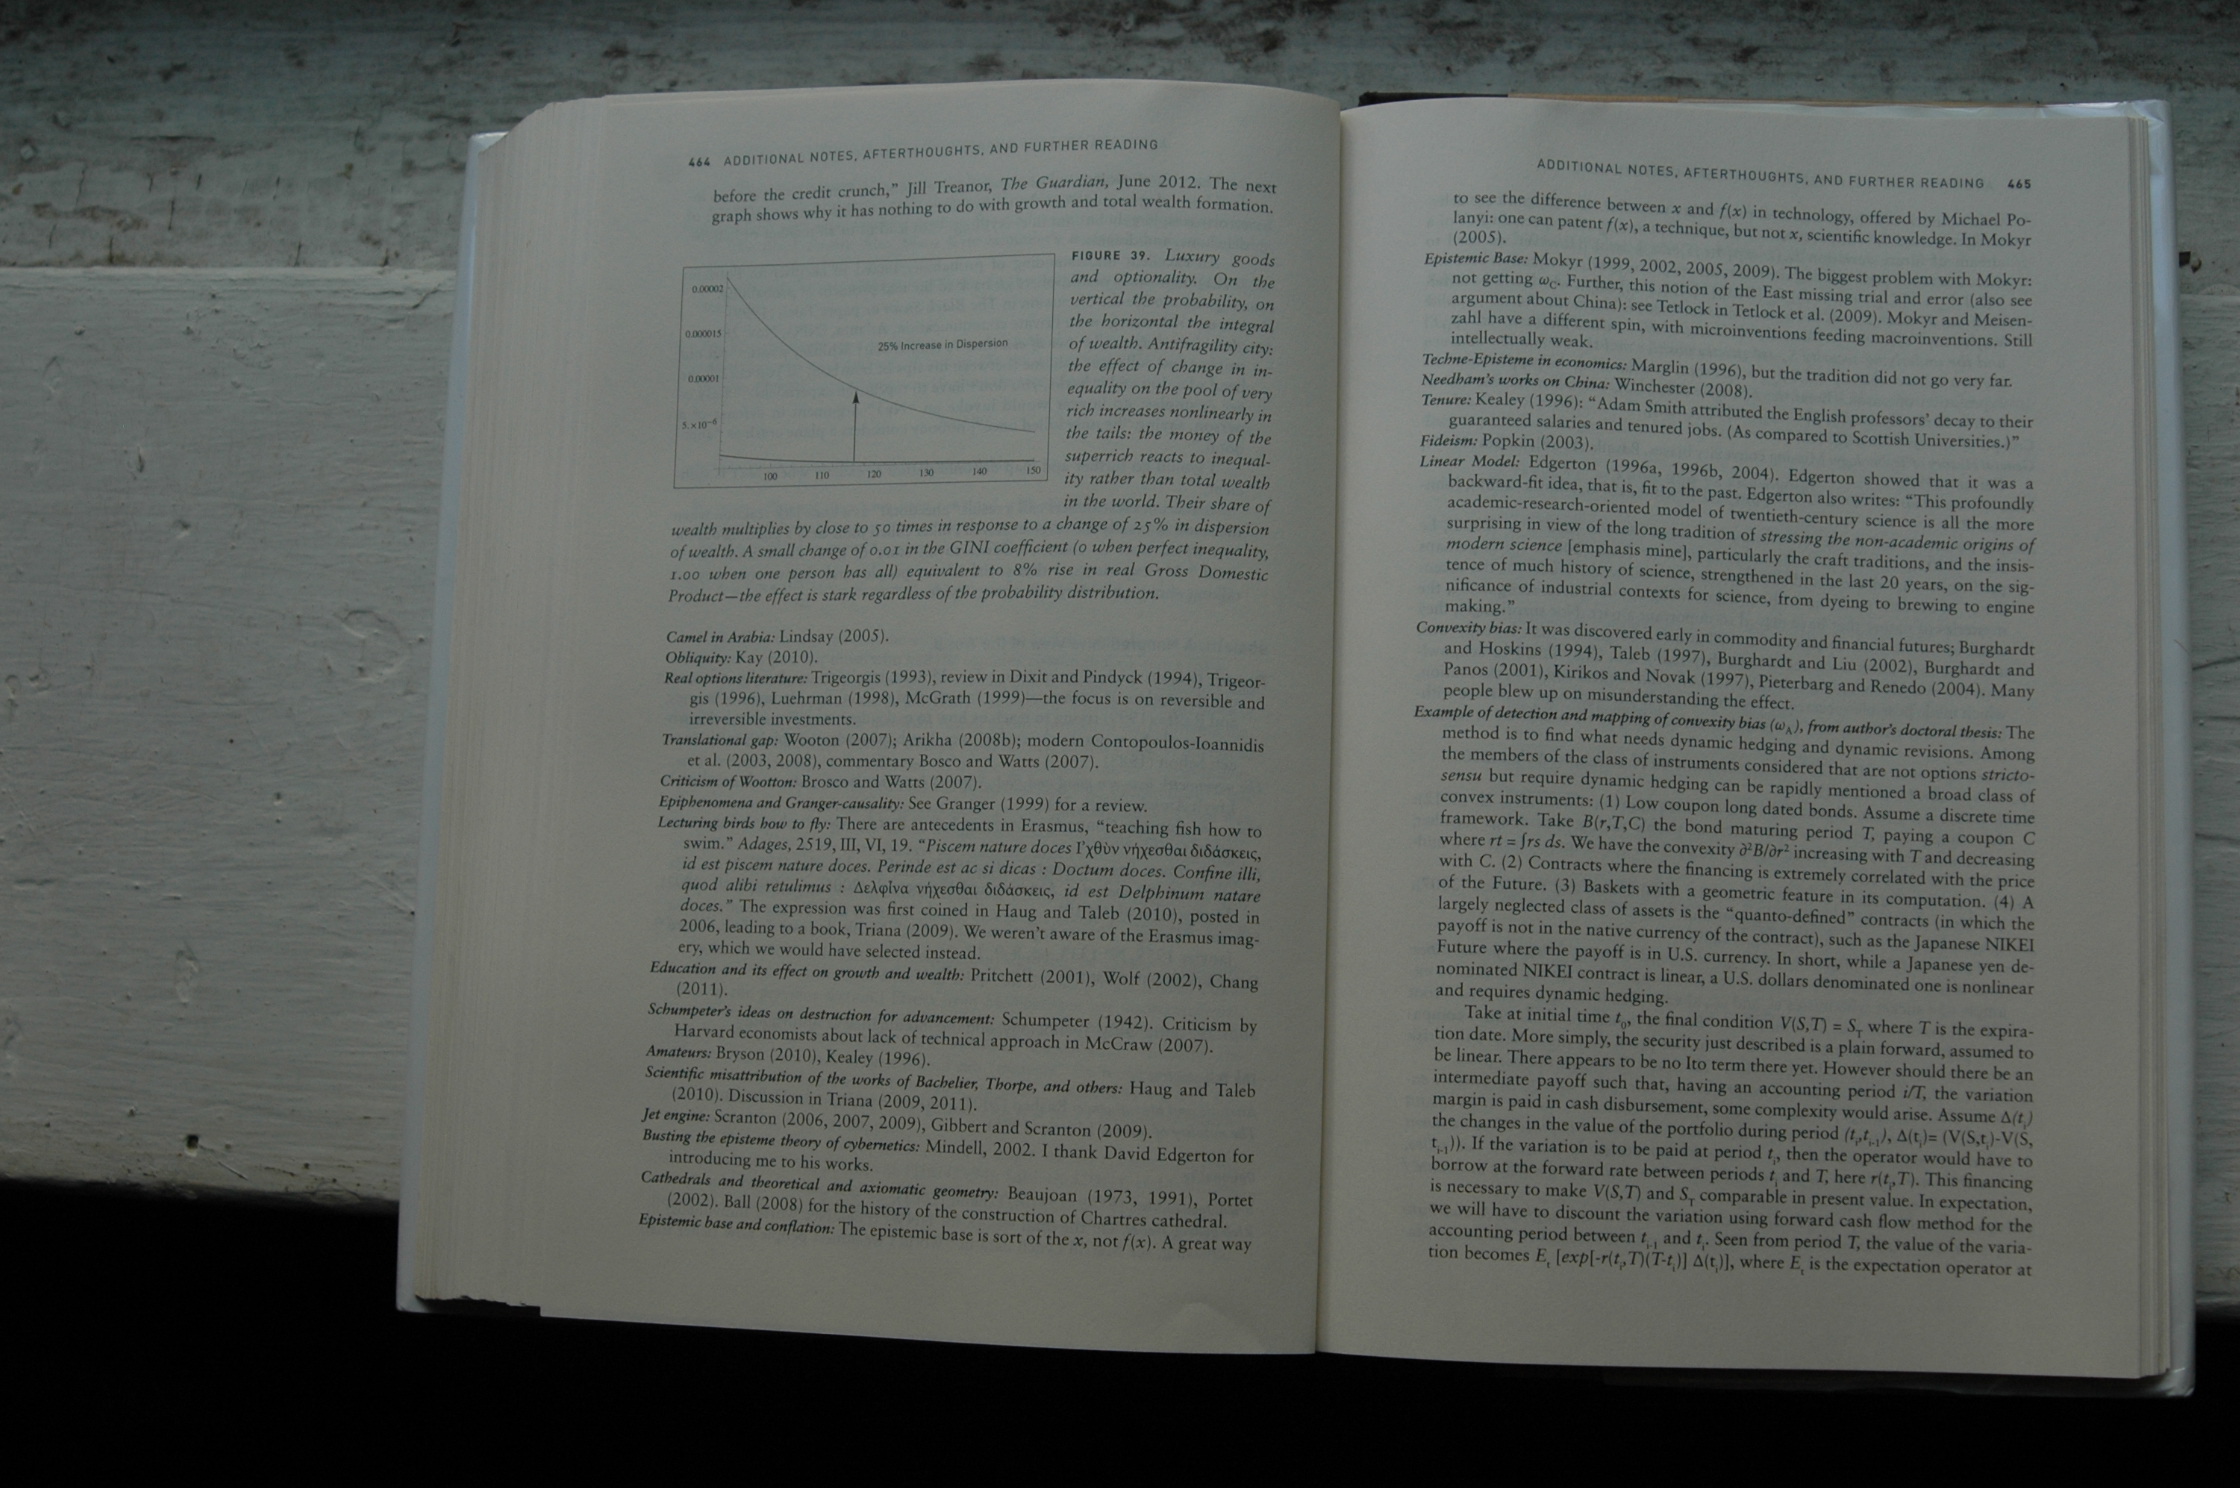 464 ADDITIONAL NOTES, AFTERTHOUGHTS, AND FURTHER READING
before the credit crunch,” Jill Treanor, The Guardian, June 2012. The next
graph shows why it has nothing to do with growth and total wealth formation.
0.00002
0.000015
0.00001
5.×10⁻⁶
25% Increase in Dispersion
100 110 120 130 140 150
FIGURE 39. Luxury goods
and optionality. On the
vertical the probability, on
the horizontal the integral
of wealth. Antifragility city:
the effect of change in in-
equality on the pool of very
rich increases nonlinearly in
the tails: the money of the
superrich reacts to inequal-
ity rather than total wealth
in the world. Their share of
wealth multiplies by close to 50 times in response to a change of 25% in dispersion
of wealth. A small change of 0.01 in the GINI coefficient (0 when perfect inequality,
1.00 when one person has all) equivalent to 8% rise in real Gross Domestic
Product—the effect is stark regardless of the probability distribution.
Camel in Arabia: Lindsay (2005).
Obliquity: Kay (2010).
Real options literature: Trigeorgis (1993), review in Dixit and Pindyck (1994), Trigeor-
gis (1996), Luehrman (1998), McGrath (1999)—the focus is on reversible and
irreversible investments.
Translational gap: Wooton (2007); Arikha (2008b); modern Contopoulos-Ioannidis
et al. (2003, 2008), commentary Bosco and Watts (2007).
Criticism of Wootton: Brosco and Watts (2007).
Epiphenomena and Granger-causality: See Granger (1999) for a review.
Lecturing birds how to fly: There are antecedents in Erasmus, “teaching fish how to
swim.” Adages, 2519, III, VI, 19. “Piscem nature doces I’χθὺν νήχεσθαι διδάσκεις,
id est piscem nature doces. Perinde est ac si dicas : Doctum doces. Confine illi,
quod alibi retulimus : Δελφῖνα νήχεσθαι διδάσκεις, id est Delphinum natare
doces.” The expression was first coined in Haug and Taleb (2010), posted in
2006, leading to a book, Triana (2009). We weren’t aware of the Erasmus imag-
ery, which we would have selected instead.
Education and its effect on growth and wealth: Pritchett (2001), Wolf (2002), Chang
(2011).
Schumpeter’s ideas on destruction for advancement: Schumpeter (1942). Criticism by
Harvard economists about lack of technical approach in McCraw (2007).
Amateurs: Bryson (2010), Kealey (1996).
Scientific misattribution of the works of Bachelier, Thorpe, and others: Haug and Taleb
(2010). Discussion in Triana (2009, 2011).
Jet engine: Scranton (2006, 2007, 2009), Gibbert and Scranton (2009).
Busting the episteme theory of cybernetics: Mindell, 2002. I thank David Edgerton for
introducing me to his works.
Cathedrals and theoretical and axiomatic geometry: Beaujoan (1973, 1991), Portet
(2002). Ball (2008) for the history of the construction of Chartres cathedral.
Epistemic base and conflation: The epistemic base is sort of the x, not f(x). A great way
ADDITIONAL NOTES, AFTERTHOUGHTS, AND FURTHER READING 465
to see the difference between x and f(x) in technology, offered by Michael Po-
lanyi: one can patent f(x), a technique, but not x, scientific knowledge. In Mokyr
(2005).
Epistemic Base: Mokyr (1999, 2002, 2005, 2009). The biggest problem with Mokyr:
not getting ω_C. Further, this notion of the East missing trial and error (also see
argument about China): see Tetlock in Tetlock et al. (2009). Mokyr and Meisen-
zahl have a different spin, with microinventions feeding macroinventions. Still
intellectually weak.
Techne-Episteme in economics: Marglin (1996), but the tradition did not go very far.
Needham’s works on China: Winchester (2008).
Tenure: Kealey (1996): “Adam Smith attributed the English professors’ decay to their
guaranteed salaries and tenured jobs. (As compared to Scottish Universities.)”
Fideism: Popkin (2003).
Linear Model: Edgerton (1996a, 1996b, 2004). Edgerton showed that it was a
backward-fit idea, that is, fit to the past. Edgerton also writes: “This profoundly
academic-research-oriented model of twentieth-century science is all the more
surprising in view of the long tradition of stressing the non-academic origins of
modern science [emphasis mine], particularly the craft traditions, and the insis-
tence of much history of science, strengthened in the last 20 years, on the sig-
nificance of industrial contexts for science, from dyeing to brewing to engine
making.”
Convexity bias: It was discovered early in commodity and financial futures; Burghardt
and Hoskins (1994), Taleb (1997), Burghardt and Liu (2002), Burghardt and
Panos (2001), Kirikos and Novak (1997), Pieterbarg and Renedo (2004). Many
people blew up on misunderstanding the effect.
Example of detection and mapping of convexity bias (ω_A), from author’s doctoral thesis: The
method is to find what needs dynamic hedging and dynamic revisions. Among
the members of the class of instruments considered that are not options stricto-
sensu but require dynamic hedging can be rapidly mentioned a broad class of
convex instruments: (1) Low coupon long dated bonds. Assume a discrete time
framework. Take B(r,T,C) the bond maturing period T, paying a coupon C
where rt = ∫rs ds. We have the convexity ∂²B/∂r² increasing with T and decreasing
with C. (2) Contracts where the financing is extremely correlated with the price
of the Future. (3) Baskets with a geometric feature in its computation. (4) A
largely neglected class of assets is the “quanto-defined” contracts (in which the
payoff is not in the native currency of the contract), such as the Japanese NIKEI
Future where the payoff is in U.S. currency. In short, while a Japanese yen de-
nominated NIKEI contract is linear, a U.S. dollars denominated one is nonlinear
and requires dynamic hedging.
Take at initial time t₀, the final condition V(S,T) = S_T where T is the expira-
tion date. More simply, the security just described is a plain forward, assumed to
be linear. There appears to be no Ito term there yet. However should there be an
intermediate payoff such that, having an accounting period i/T, the variation
margin is paid in cash disbursement, some complexity would arise. Assume Δ(t_i)
the changes in the value of the portfolio during period (t_i,t_i-1), Δ(t_i)= (V(S,t_i)-V(S,
t_i-1)). If the variation is to be paid at period t_i, then the operator would have to
borrow at the forward rate between periods t_i and T, here r(t_i,T). This financing
is necessary to make V(S,T) and S_T comparable in present value. In expectation,
we will have to discount the variation using forward cash flow method for the
accounting period between t_i-1 and t_i. Seen from period T, the value of the varia-
tion becomes E_t [exp[-r(t_i,T)(T-t_i)] Δ(t_i)], where E_t is the expectation operator at